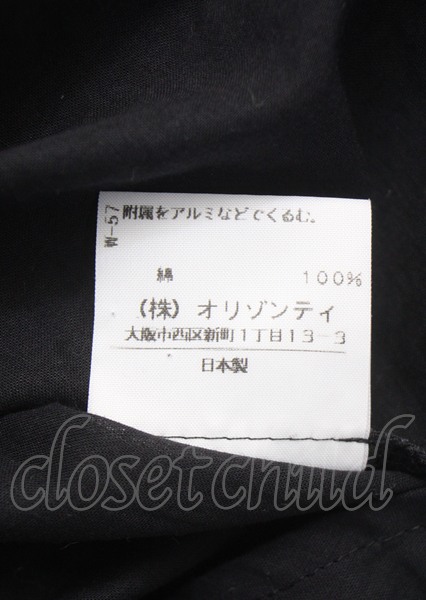 W-57
附属をアルミなどでくるむ。
綿 100%
(株) オリゾンティ
大阪市西区新町1丁目13-3
日本製
closetchild